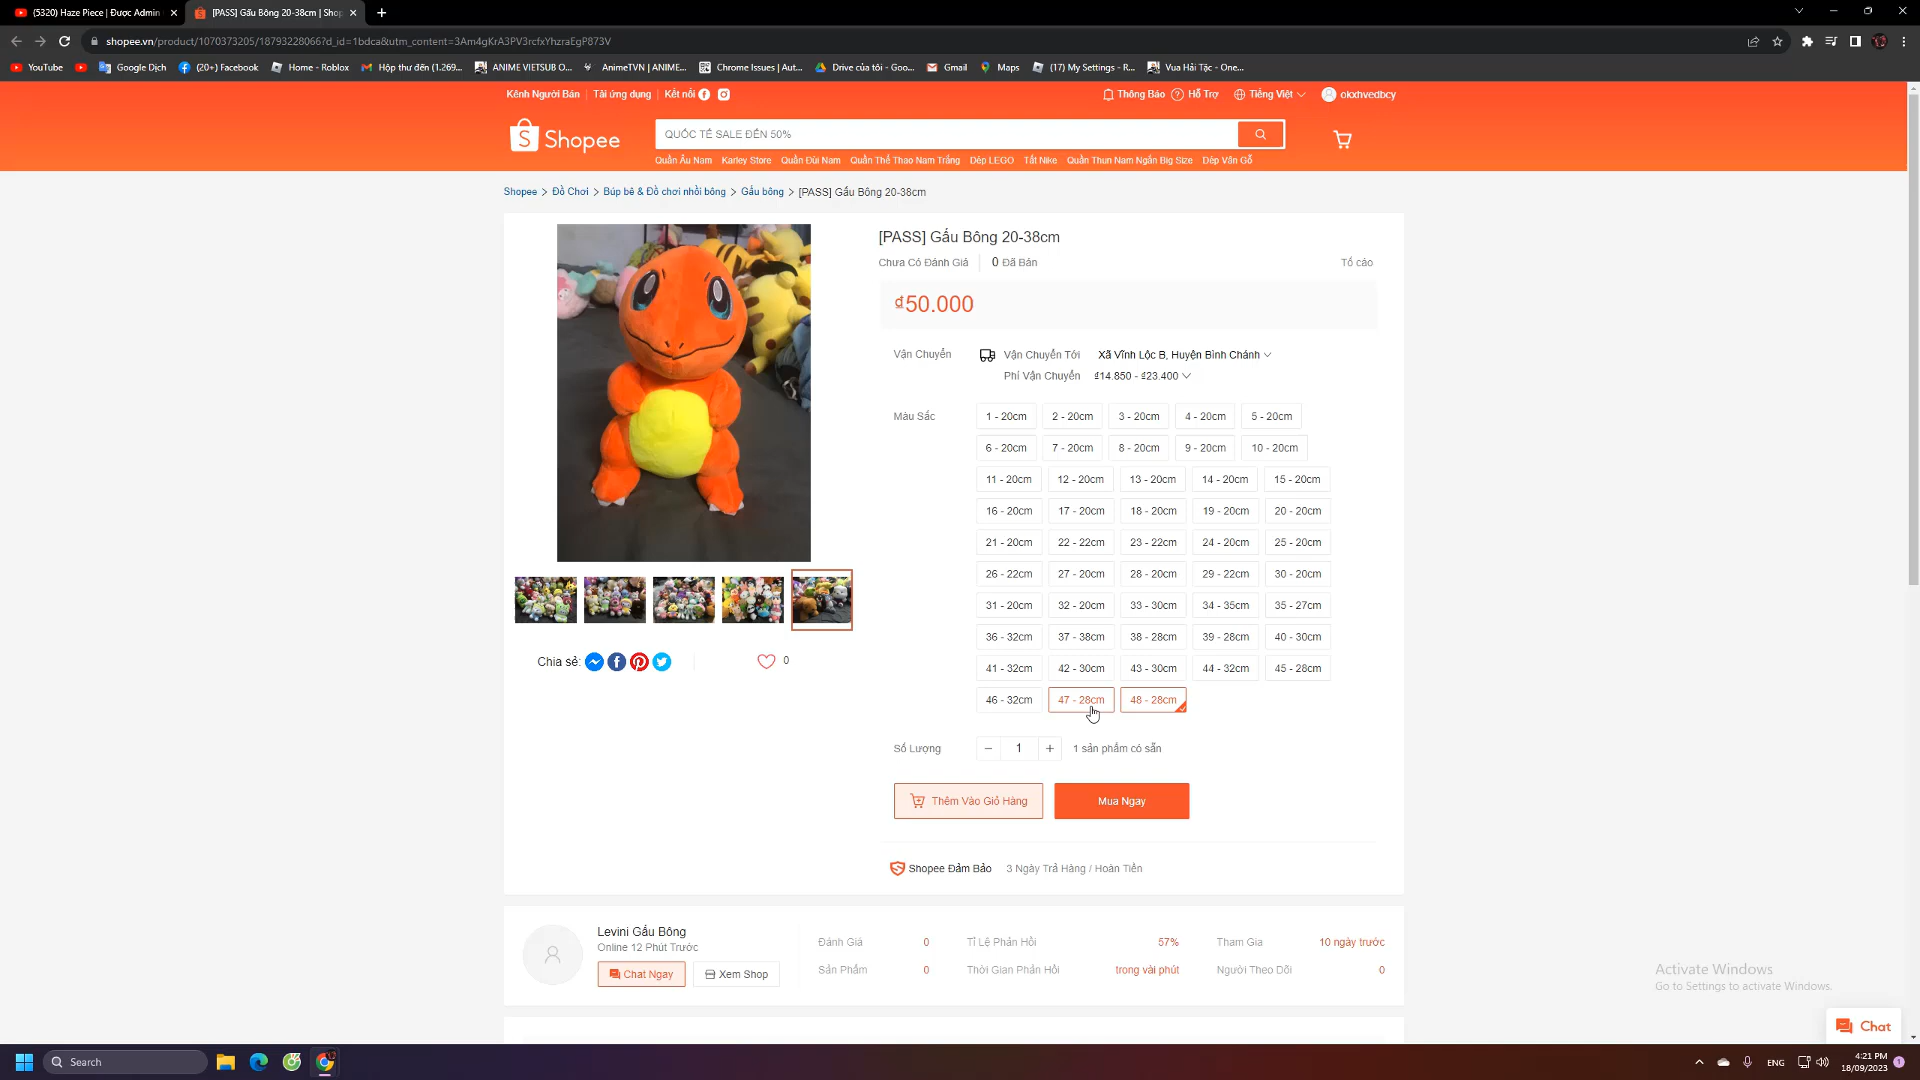 (5320) Haze Piece | Được Admin
[PASS] Gấu Bông 20-38cm | Shop
shopee.vn/product/1070373205/18793228066?d_id=1bdca&utm_content=3Am4gKrA3PV3rcfxYhzraEgP873V
YouTube Google Dịch (20+) Facebook Home - Roblox Hộp thư đến (1.269... ANIME VIETSUB O... AnimeTVN | ANIME... Chrome Issues | Aut... Drive của tôi - Goo... Gmail Maps (17) My Settings - R... Vua Hải Tặc - One...
Kênh Người Bán Tải ứng dụng Kết nối Thông Báo Hỗ Trợ Tiếng Việt okxhvedbcy
Shopee
QUỐC TẾ SALE ĐẾN 50%
Quần Âu Nam Karley Store Quần Đùi Nam Quần Thể Thao Nam Trắng Dép LEGO Tất Nike Quần Thun Nam Ngắn Big Size Dép Vân Gỗ
Shopee > Đồ Chơi > Búp bê & Đồ chơi nhồi bông > Gấu bông > [PASS] Gấu Bông 20-38cm
[PASS] Gấu Bông 20-38cm
Chưa Có Đánh Giá 0 Đã Bán Tố cáo
₫50.000
Vận Chuyển Vận Chuyển Tới Xã Vĩnh Lộc B, Huyện Bình Chánh
Phí Vận Chuyển ₫14.850 - ₫23.400
Màu Sắc 1 - 20cm 2 - 20cm 3 - 20cm 4 - 20cm 5 - 20cm
6 - 20cm 7 - 20cm 8 - 20cm 9 - 20cm 10 - 20cm
11 - 20cm 12 - 20cm 13 - 20cm 14 - 20cm 15 - 20cm
16 - 20cm 17 - 20cm 18 - 20cm 19 - 20cm 20 - 20cm
21 - 20cm 22 - 22cm 23 - 22cm 24 - 20cm 25 - 20cm
26 - 22cm 27 - 20cm 28 - 20cm 29 - 22cm 30 - 20cm
31 - 20cm 32 - 20cm 33 - 30cm 34 - 35cm 35 - 27cm
36 - 32cm 37 - 38cm 38 - 28cm 39 - 28cm 40 - 30cm
41 - 32cm 42 - 30cm 43 - 30cm 44 - 32cm 45 - 28cm
46 - 32cm 47 - 28cm 48 - 28cm
Chia sẻ: 0
Số Lượng 1 1 sản phẩm có sẵn
Thêm Vào Giỏ Hàng Mua Ngay
Shopee Đảm Bảo 3 Ngày Trả Hàng / Hoàn Tiền
Levini Gấu Bông
Online 12 Phút Trước
Chat Ngay Xem Shop
Đánh Giá 0 Tỉ Lệ Phản Hồi 57% Tham Gia 10 ngày trước
Sản Phẩm 0 Thời Gian Phản Hồi trong vài phút Người Theo Dõi 0
Activate Windows
Go to Settings to activate Windows.
Chat
Search
ENG
4:21 PM
18/09/2023
1